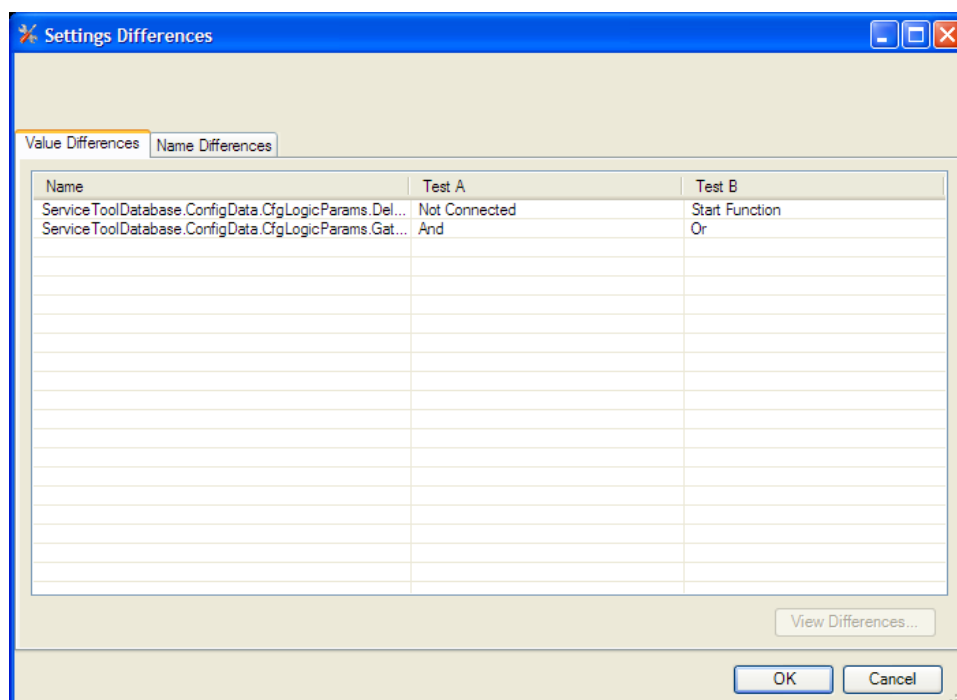 Settings Differences
Value Differences Name Differences
Name Test A Test B
ServiceToolDatabase.ConfigData.CfgLogicParams.Del... Not Connected Start Function
ServiceToolDatabase.ConfigData.CfgLogicParams.Gat... And Or
View Differences...
OK Cancel